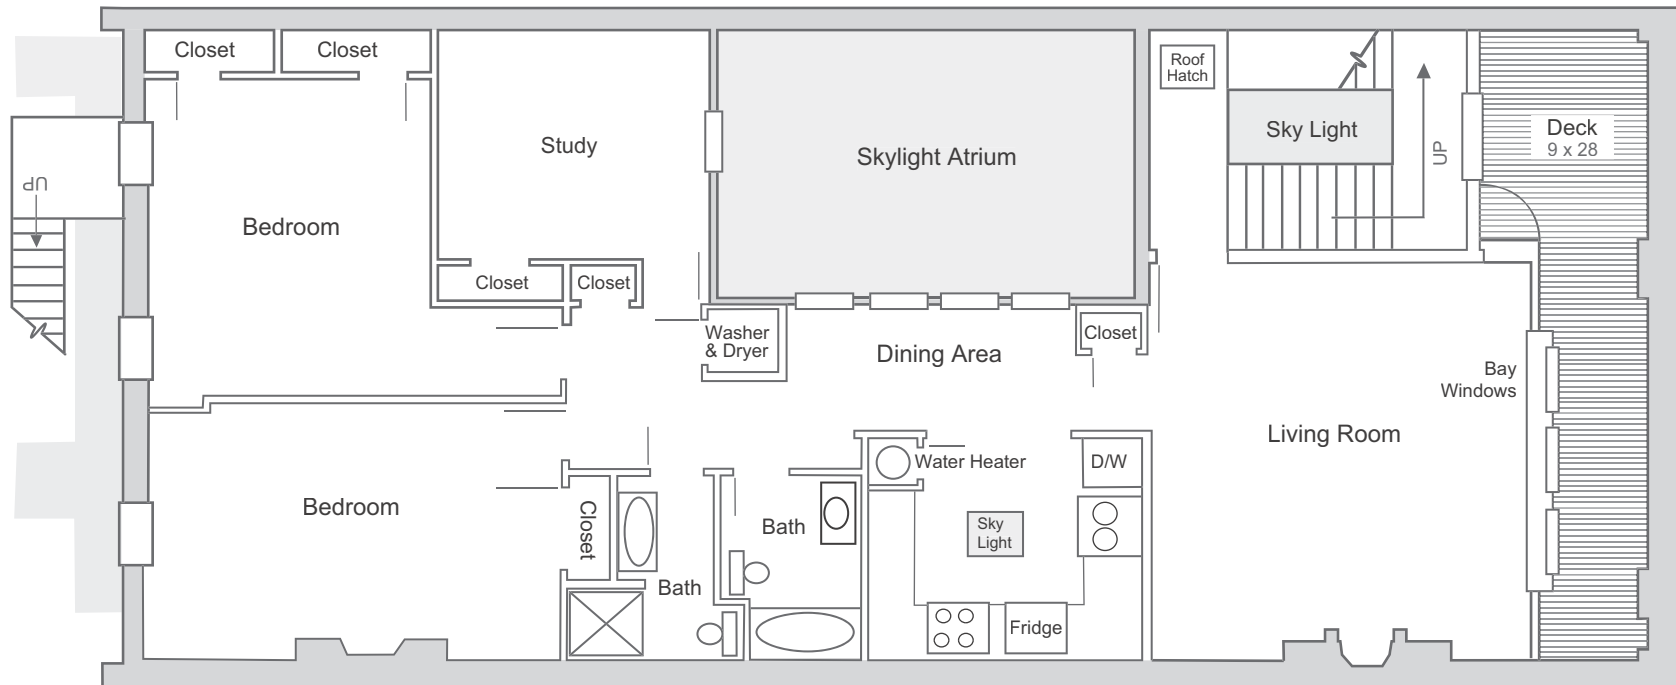 Closet
Closet
Roof
Hatch
Study
Skylight Atrium
Sky Light
UP
Deck
9 x 28
UP
Bedroom
Closet
Closet
Washer
& Dryer
Dining Area
Closet
Bay
Windows
Living Room
Water Heater
D/W
Bedroom
Closet
Bath
Sky
Light
Bath
Fridge